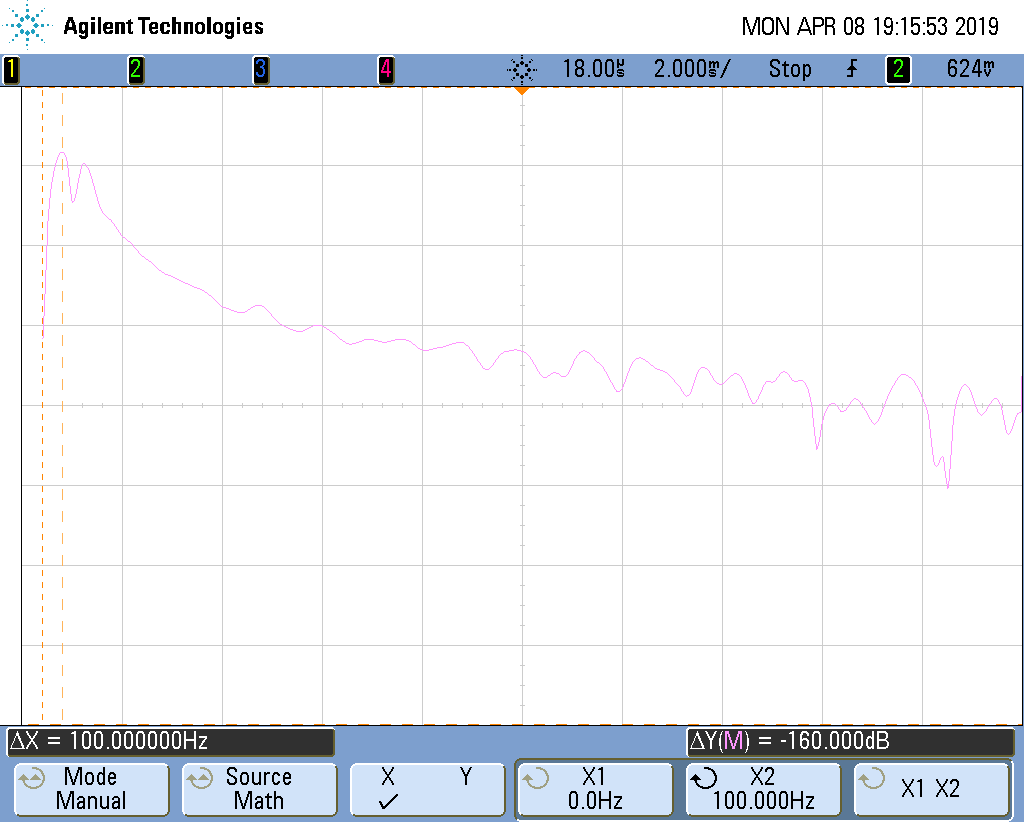 Agilent Technologies
MON APR 08 19:15:53 2019
1 2 3 4 18.00µs 2.000ms/ Stop 2 624mV
ΔX = 100.000000Hz
ΔY(M) = -160.000dB
Mode Manual
Source Math
X Y
X1 0.0Hz
X2 100.000Hz
X1 X2